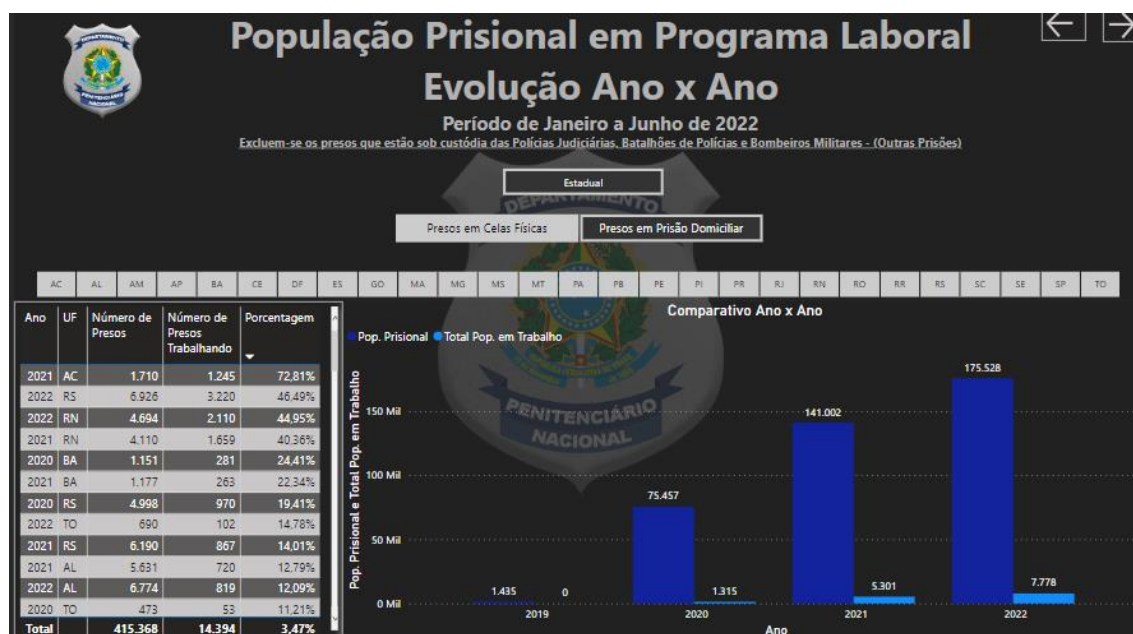 População Prisional em Programa Laboral
Evolução Ano x Ano
Período de Janeiro a Junho de 2022
Excluem-se os presos que estão sob custódia das Polícias Judiciárias, Batalhões de Polícias e Bombeiros Militares - (Outras Prisões)
Estadual
Presos em Celas Físicas Presos em Prisão Domiciliar
AC AL AM AP BA CE DF ES GO MA MG MS MT PA PB PE PI PR RJ RN RO RR RS SC SE SP TO
Ano UF Número de Presos Número de Presos Trabalhando Porcentagem
2021 AC 1.710 1.245 72,81%
2022 RS 6.926 3.220 46,49%
2022 RN 4.694 2.110 44,95%
2021 RN 4.110 1.659 40,36%
2020 BA 1.151 281 24,41%
2021 BA 1.177 263 22,34%
2020 RS 4.998 970 19,41%
2022 TO 690 102 14,78%
2021 RS 6.190 867 14,01%
2021 AL 5.631 720 12,79%
2022 AL 6.774 819 12,09%
2020 TO 473 53 11,21%
Total 415.368 14.394 3,47%
Comparativo Ano x Ano
Pop. Prisional Total Pop. em Trabalho
Pop. Prisional e Total Pop. em Trabalho
150 Mil
100 Mil
50 Mil
0 Mil
1.435 0
75.457 1.315
141.002 5.301
175.528 7.778
2019 2020 2021 2022
Ano
DEPARTAMENTO
PENITENCIÁRIO
NACIONAL